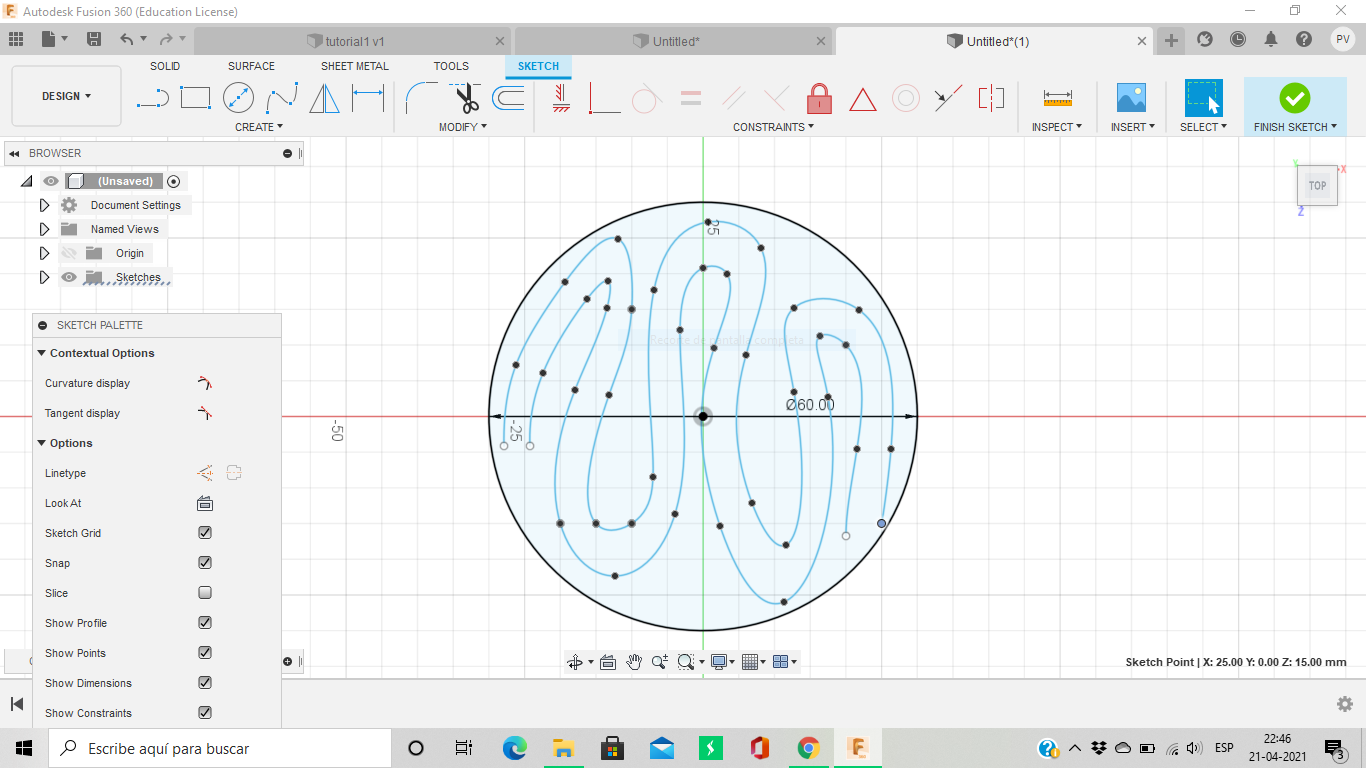 Autodesk Fusion 360 (Education License)
tutorial1 v1
Untitled*
Untitled*(1)
PV
DESIGN
SOLID
SURFACE
SHEET METAL
TOOLS
SKETCH
CREATE
MODIFY
CONSTRAINTS
INSPECT
INSERT
SELECT
FINISH SKETCH
BROWSER
(Unsaved)
Document Settings
Named Views
Origin
Sketches
SKETCH PALETTE
Contextual Options
Curvature display
Tangent display
Options
Linetype
Look At
Sketch Grid
Snap
Slice
Show Profile
Show Points
Show Dimensions
Show Constraints
25
Recorte de pantalla completa
Ø60.00
-50
-25
Y
X
TOP
Z
Sketch Point | X: 25.00 Y: 0.00 Z: 15.00 mm
Escribe aquí para buscar
ESP
22:46
21-04-2021
3